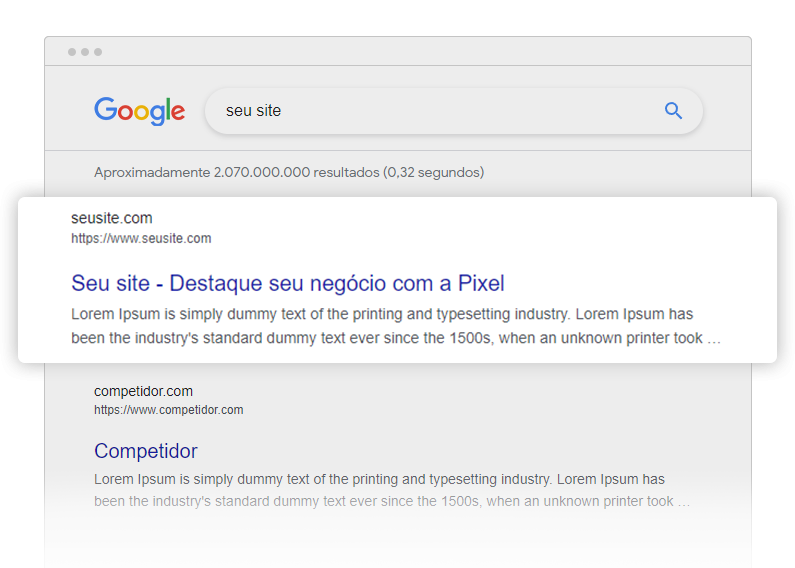 Google
seu site
Aproximadamente 2.070.000.000 resultados (0,32 segundos)
seusite.com
https://www.seusite.com
Seu site - Destaque seu negócio com a Pixel
Lorem Ipsum is simply dummy text of the printing and typesetting industry. Lorem Ipsum has
been the industry's standard dummy text ever since the 1500s, when an unknown printer took ...
competidor.com
https://www.competidor.com
Competidor
Lorem Ipsum is simply dummy text of the printing and typesetting industry. Lorem Ipsum has
been the industry's standard dummy text ever since the 1500s, when an unknown printer took ...